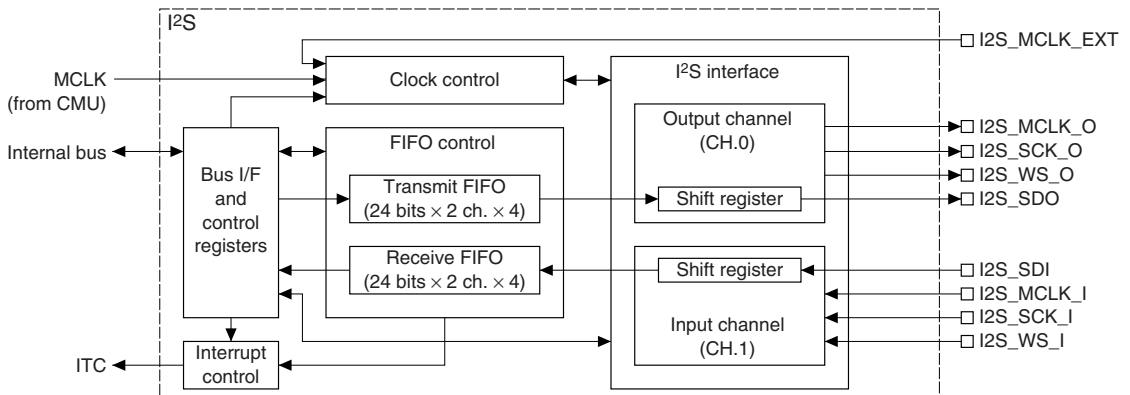 I²S
I2S_MCLK_EXT
MCLK
(from CMU)
Clock control
I²S interface
Internal bus
Bus I/F
and
control
registers
FIFO control
Transmit FIFO
(24 bits × 2 ch. × 4)
Receive FIFO
(24 bits × 2 ch. × 4)
Output channel
(CH.0)
Shift register
I2S_MCLK_O
I2S_SCK_O
I2S_WS_O
I2S_SDO
Shift register
Input channel
(CH.1)
I2S_SDI
I2S_MCLK_I
I2S_SCK_I
I2S_WS_I
ITC
Interrupt
control